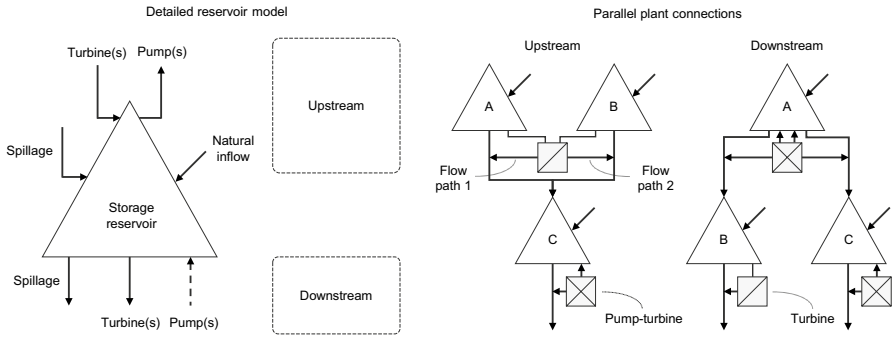 Detailed reservoir model
Turbine(s)
Pump(s)
Upstream
Spillage
Natural
inflow
Storage
reservoir
Spillage
Downstream
Turbine(s)
Pump(s)
Parallel plant connections
Upstream
Downstream
A
B
A
Flow
path 1
Flow
path 2
C
B
C
Pump-turbine
Turbine